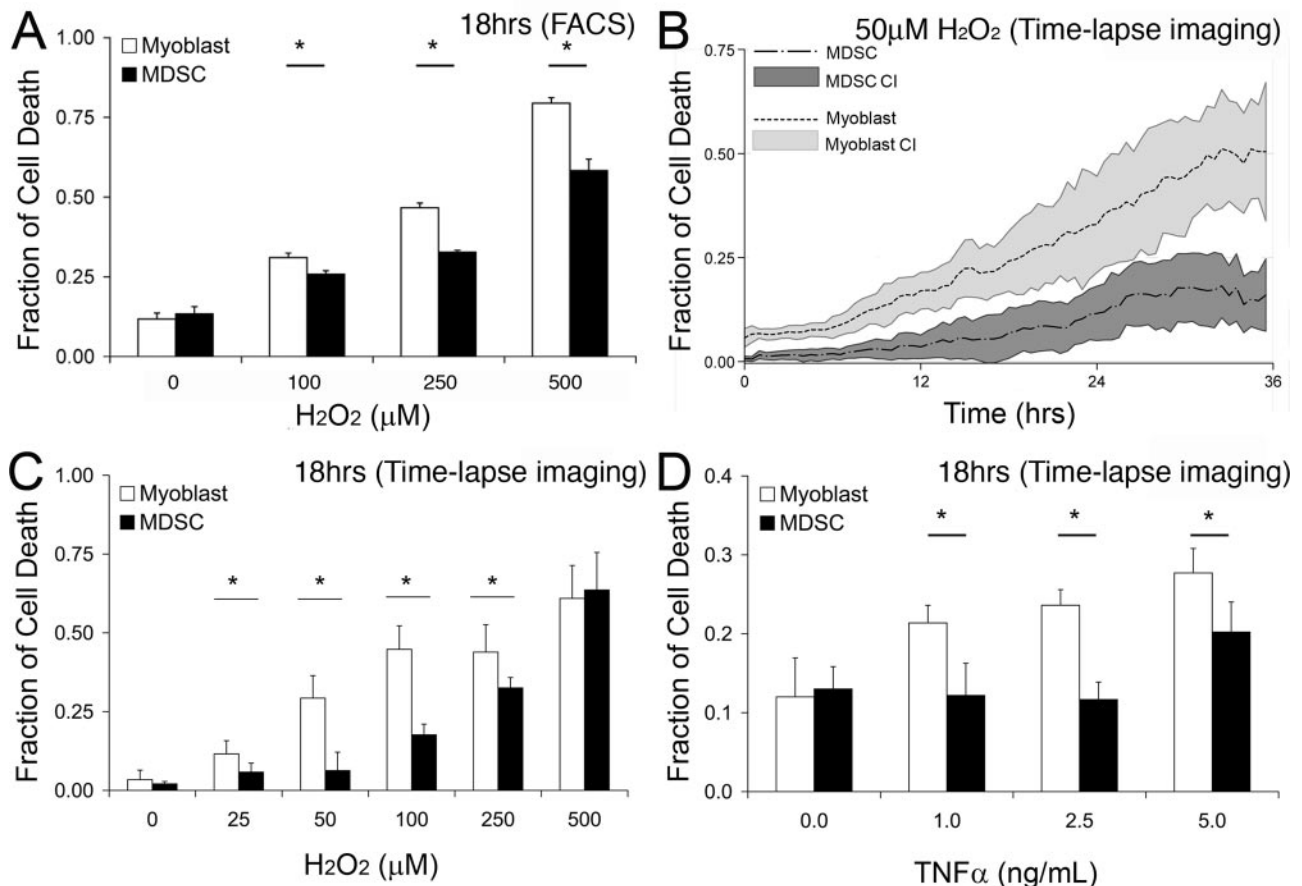 A
18hrs (FACS)
Myoblast
MDSC
* * *
Fraction of Cell Death
1.00
0.75
0.50
0.25
0.00
0 100 250 500
H2O2 (μM)
B
50μM H2O2 (Time-lapse imaging)
MDSC
MDSC CI
Myoblast
Myoblast CI
Fraction of Cell Death
0.75
0.50
0.25
0.00
0 12 24 36
Time (hrs)
C
18hrs (Time-lapse imaging)
Myoblast
MDSC
* * * *
Fraction of Cell Death
1.00
0.75
0.50
0.25
0.00
0 25 50 100 250 500
H2O2 (μM)
D
18hrs (Time-lapse imaging)
Myoblast
MDSC
* * *
Fraction of Cell Death
0.4
0.3
0.2
0.1
0.0
0.0 1.0 2.5 5.0
TNFα (ng/mL)